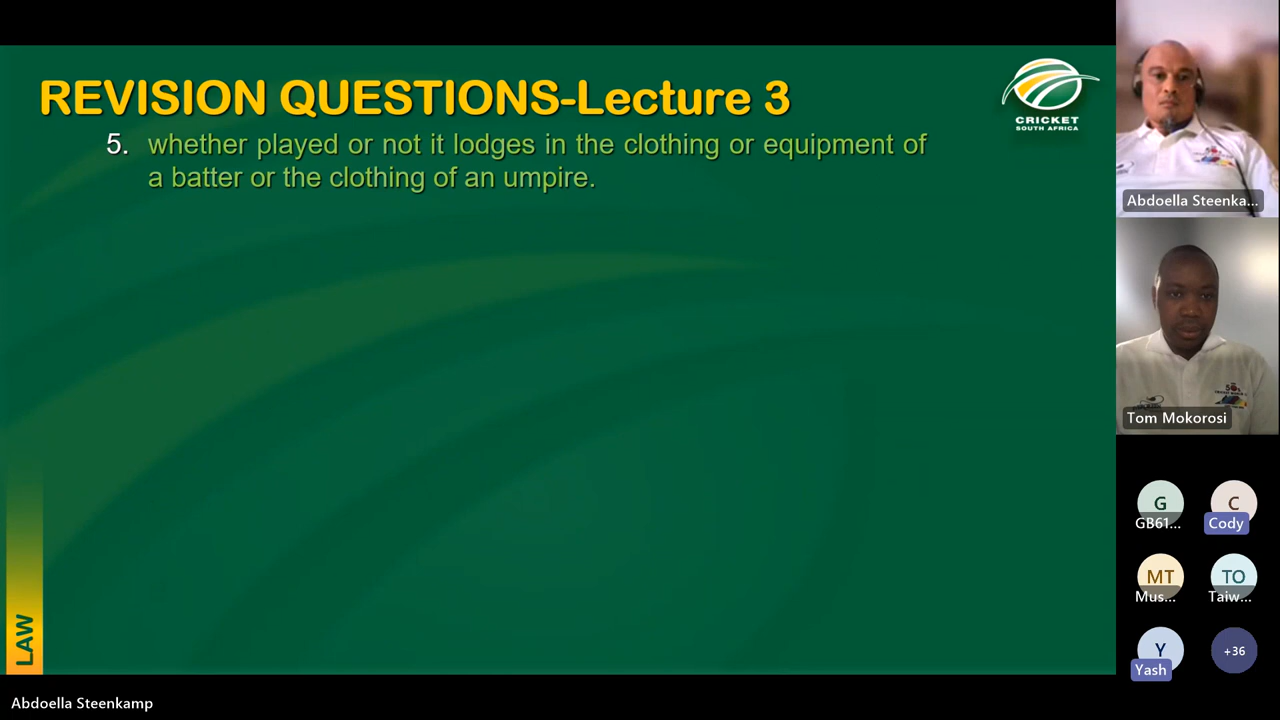 REVISION QUESTIONS-Lecture 3
CRICKET
SOUTH AFRICA
5. whether played or not it lodges in the clothing or equipment of
a batter or the clothing of an umpire.
LAW
Abdoella Steenka...
Tom Mokorosi
G
GB61...
C
Cody
MT
Mus...
TO
Taiw...
Y
Yash
+36
Abdoella Steenkamp